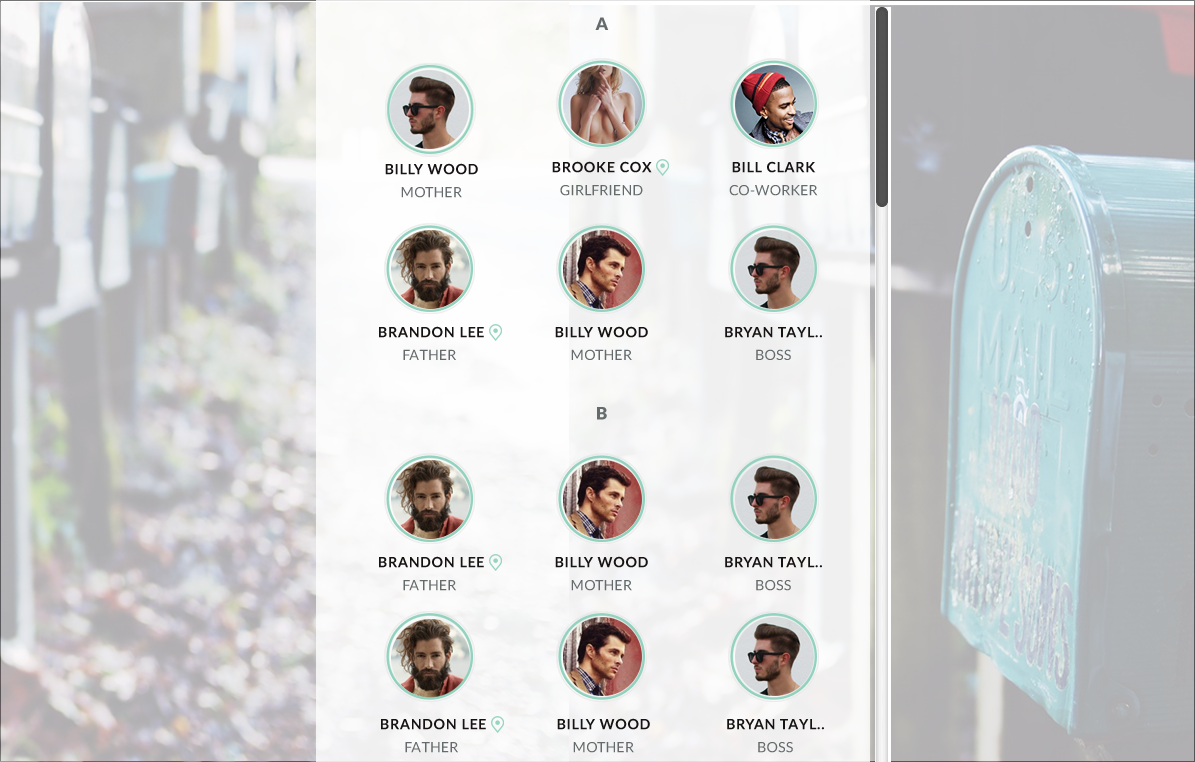 A
BILLY WOOD
MOTHER
BROOKE COX
GIRLFRIEND
BILL CLARK
CO-WORKER
BRANDON LEE
FATHER
BILLY WOOD
MOTHER
BRYAN TAYL..
BOSS
B
BRANDON LEE
FATHER
BILLY WOOD
MOTHER
BRYAN TAYL..
BOSS
BRANDON LEE
FATHER
BILLY WOOD
MOTHER
BRYAN TAYL..
BOSS
U.S.
MAIL